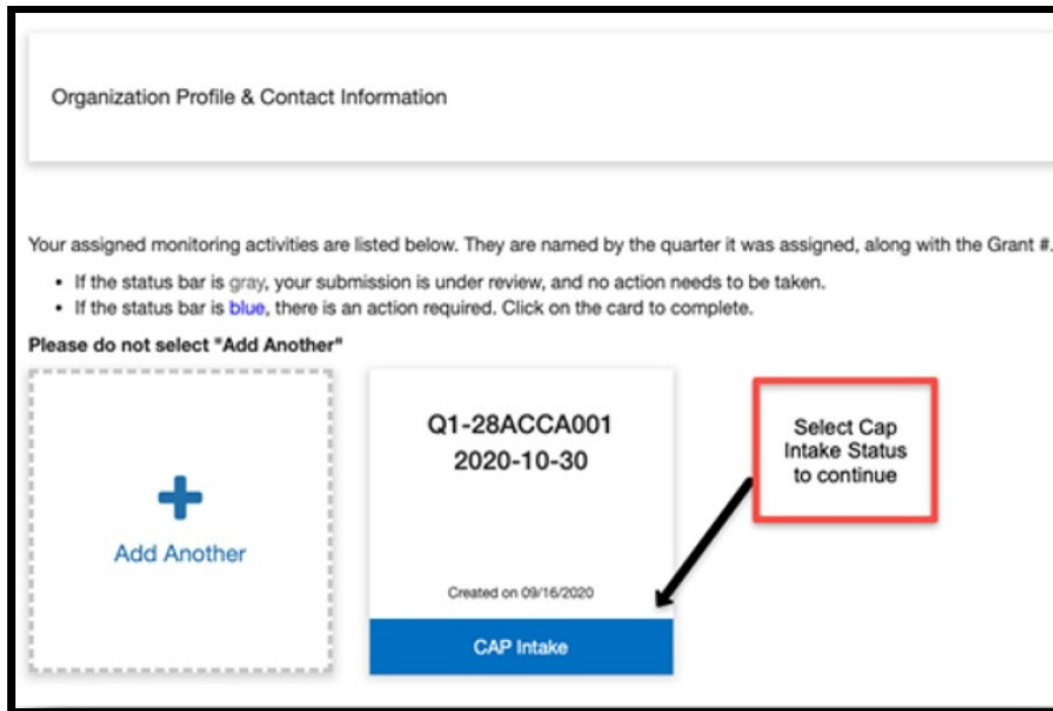 Organization Profile & Contact Information
Your assigned monitoring activities are listed below. They are named by the quarter it was assigned, along with the Grant #.
• If the status bar is gray, your submission is under review, and no action needs to be taken.
• If the status bar is blue, there is an action required. Click on the card to complete.
Please do not select "Add Another"
Add Another
Q1-28ACCA001
2020-10-30
Created on 09/16/2020
CAP Intake
Select Cap
Intake Status
to continue